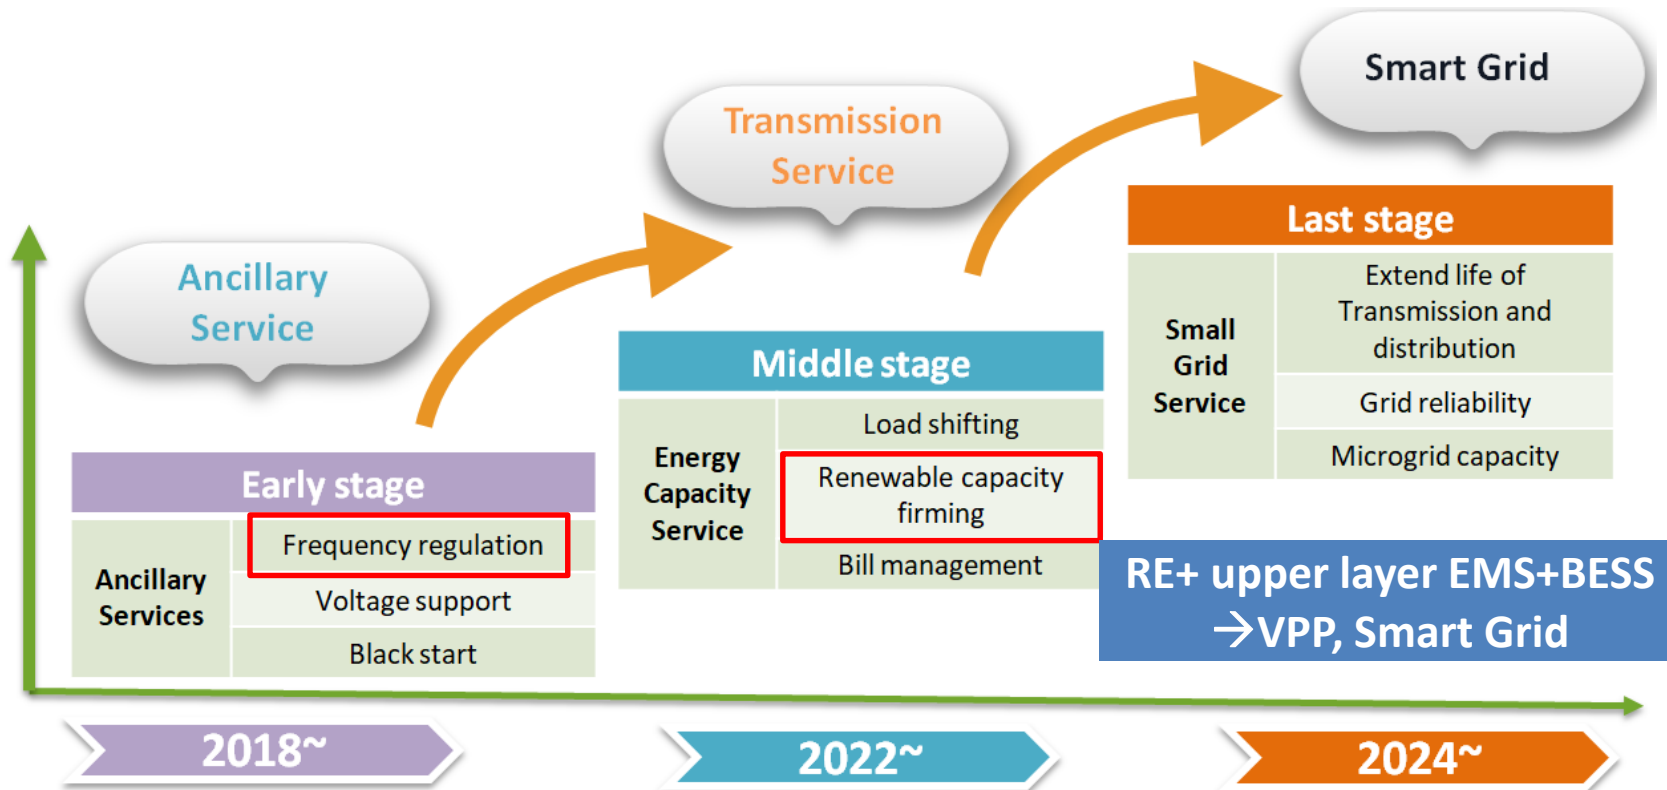 Ancillary
Service
Transmission
Service
Smart Grid
Early stage
Ancillary
Services
Frequency regulation
Voltage support
Black start
Middle stage
Energy
Capacity
Service
Load shifting
Renewable capacity
firming
Bill management
Last stage
Small
Grid
Service
Extend life of
Transmission and
distribution
Grid reliability
Microgrid capacity
RE+ upper layer EMS+BESS
→VPP, Smart Grid
2018~
2022~
2024~